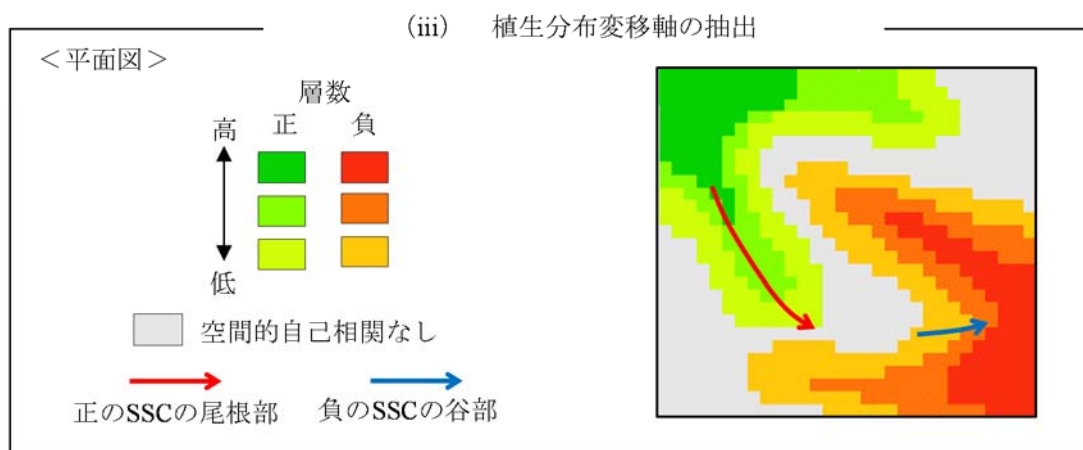 (iii) 植生分布変移軸の抽出
＜平面図＞
層数
高 正 負
低
空間的自己相関なし
正のSSCの尾根部 負のSSCの谷部